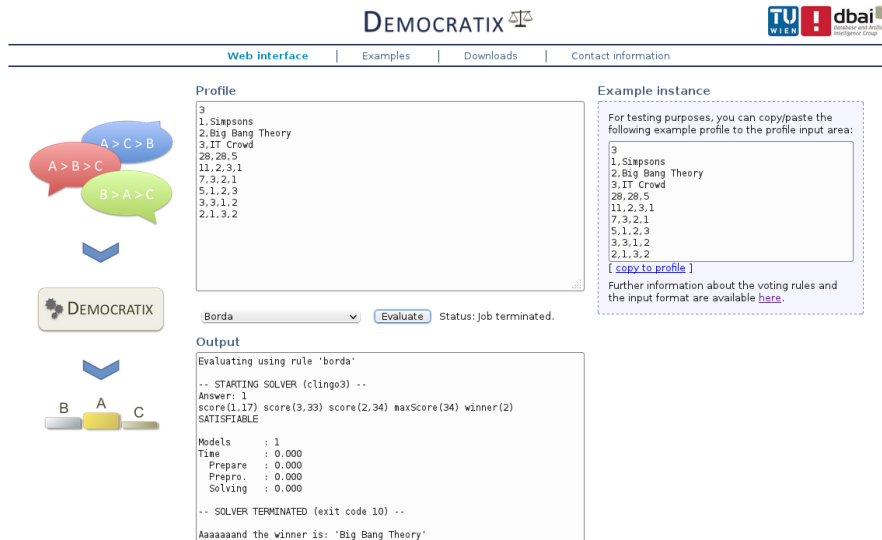 DEMOCRATIX
TU
WIEN
dbai
Database and Artificial
Intelligence Group
Web interface | Examples | Downloads | Contact information
Profile
3
1,Simpsons
2,Big Bang Theory
3,IT Crowd
28,28,5
11,2,3,1
7,3,2,1
5,1,2,3
3,3,1,2
2,1,3,2
A > C > B
A > B > C
B > A > C
DEMOCRATIX
B A C
Borda Evaluate Status: Job terminated.
Output
Evaluating using rule 'borda'
-- STARTING SOLVER (clingo3) --
Answer: 1
score(1,17) score(3,33) score(2,34) maxScore(34) winner(2)
SATISFIABLE
Models : 1
Time : 0.000
Prepare : 0.000
Prepro. : 0.000
Solving : 0.000
-- SOLVER TERMINATED (exit code 10) --
Aaaaaaand the winner is: 'Big Bang Theory'
Example instance
For testing purposes, you can copy/paste the
following example profile to the profile input area:
3
1,Simpsons
2,Big Bang Theory
3,IT Crowd
28,28,5
11,2,3,1
7,3,2,1
5,1,2,3
3,3,1,2
2,1,3,2
[ copy to profile ]
Further information about the voting rules and
the input format are available here.